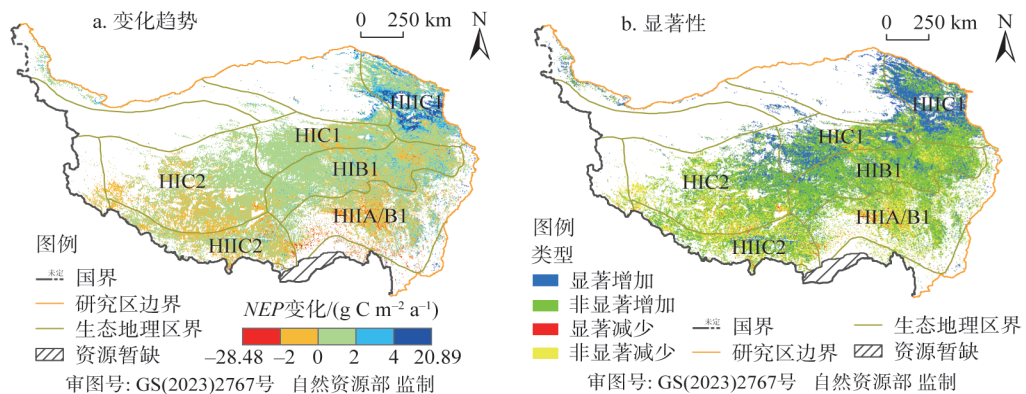 a. 变化趋势
0 250 km
N
HIIC1
HIC1
HIC2
HIB1
HIIA/B1
HIIC2
图例
未定
国界
研究区边界
生态地理区界
资源暂缺
NEP变化/(g C m⁻² a⁻¹)
−28.48 −2 0 2 4 20.89
审图号: GS(2023)2767号 自然资源部 监制
b. 显著性
0 250 km
N
HIIC1
HIC1
HIB1
HIC2
HIIA/B1
HIIC2
图例
类型
显著增加
非显著增加
显著减少
非显著减少
未定
国界
研究区边界
生态地理区界
资源暂缺
审图号: GS(2023)2767号 自然资源部 监制